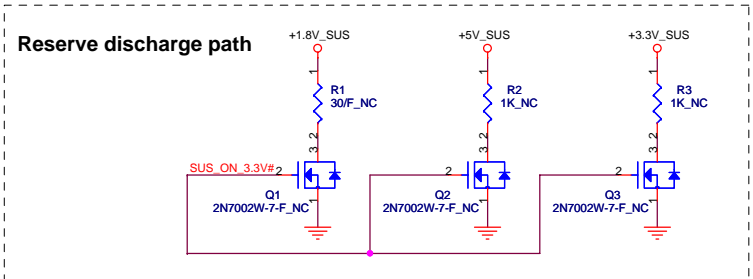 Reserve discharge path
+1.8V_SUS
+5V_SUS
+3.3V_SUS
1
1
1
R1
30/F_NC
R2
1K_NC
R3
1K_NC
2
2
2
3
3
3
SUS_ON_3.3V#
2
2
2
Q1
2N7002W-7-F_NC
Q2
2N7002W-7-F_NC
Q3
2N7002W-7-F_NC
1
1
1